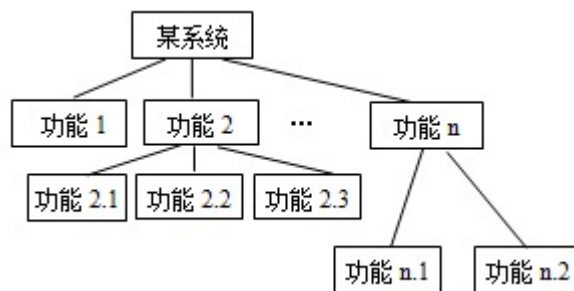 某系统
功能 1
功能 2
...
功能 n
功能 2.1
功能 2.2
功能 2.3
功能 n.1
功能 n.2